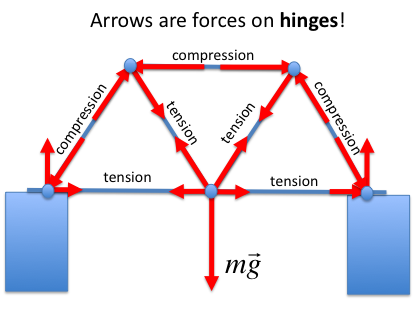 Arrows are forces on hinges!
compression
compression
tension
tension
compression
tension
tension
mg⃗